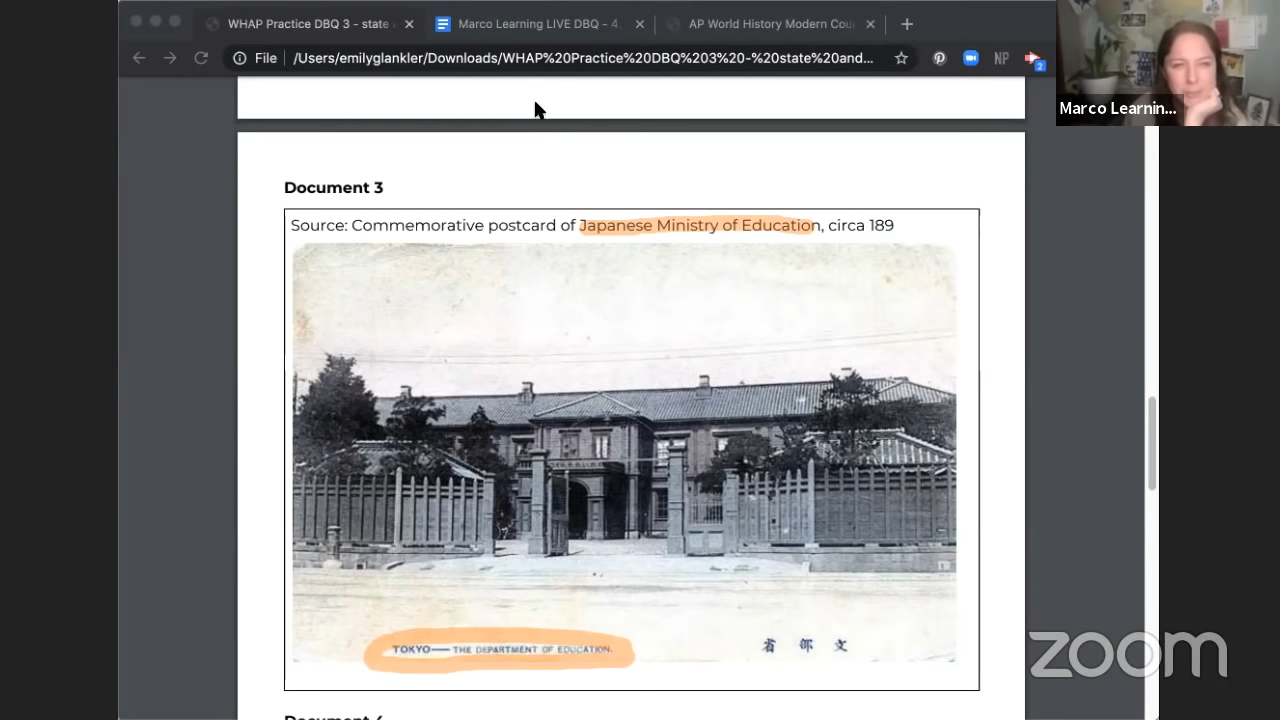 WHAP Practice DBQ 3 - state
Marco Learning LIVE DBQ - 4
AP World History Modern Cou
File
/Users/emilyglankler/Downloads/WHAP%20Practice%20DBQ%203%20-%20state%20and...
NP
2
Marco Learnin...
Document 3
Source: Commemorative postcard of Japanese Ministry of Education, circa 189
TOKYO— THE DEPARTMENT OF EDUCATION.
省 部 文
zoom